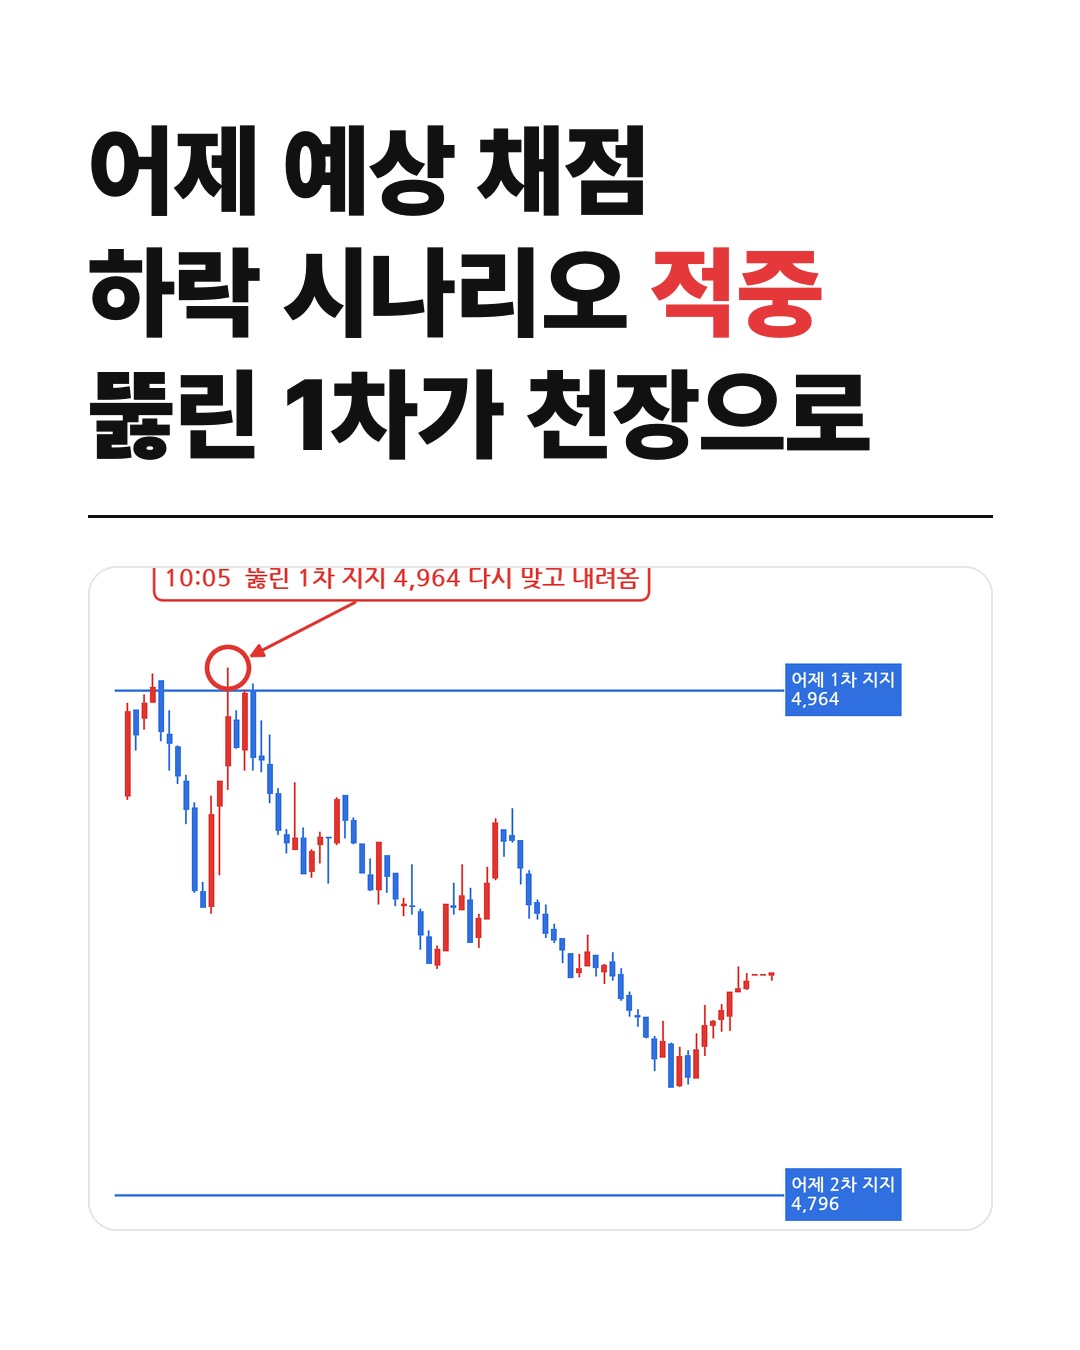 어제 예상 채점
하락 시나리오 적중
뚫린 1차가 천장으로
10:05 뚫린 1차 지지 4,964 다시 맞고 내려옴
어제 1차 지지
4,964
어제 2차 지지
4,796